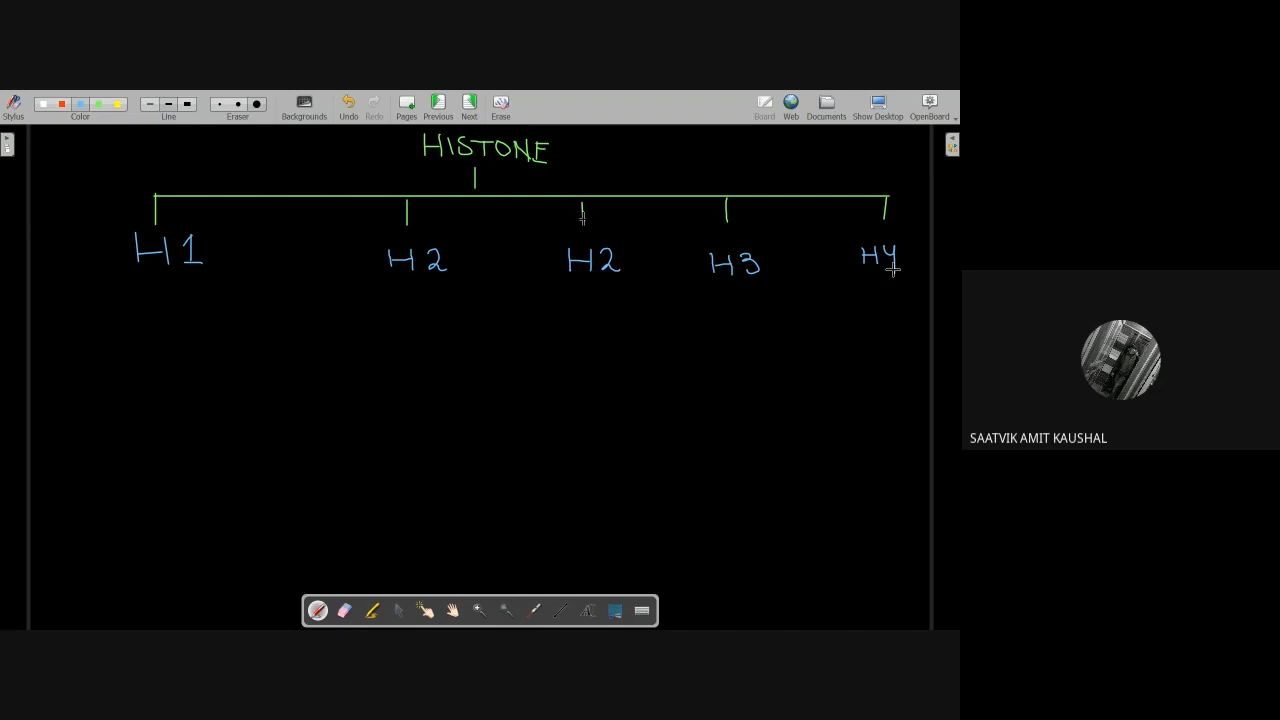 Stylus Color Line Eraser Backgrounds Undo Redo Pages Previous Next Erase Board Web Documents Show Desktop OpenBoard
HISTONE
H1 H2 H2 H3 H4
SAATVIK AMIT KAUSHAL